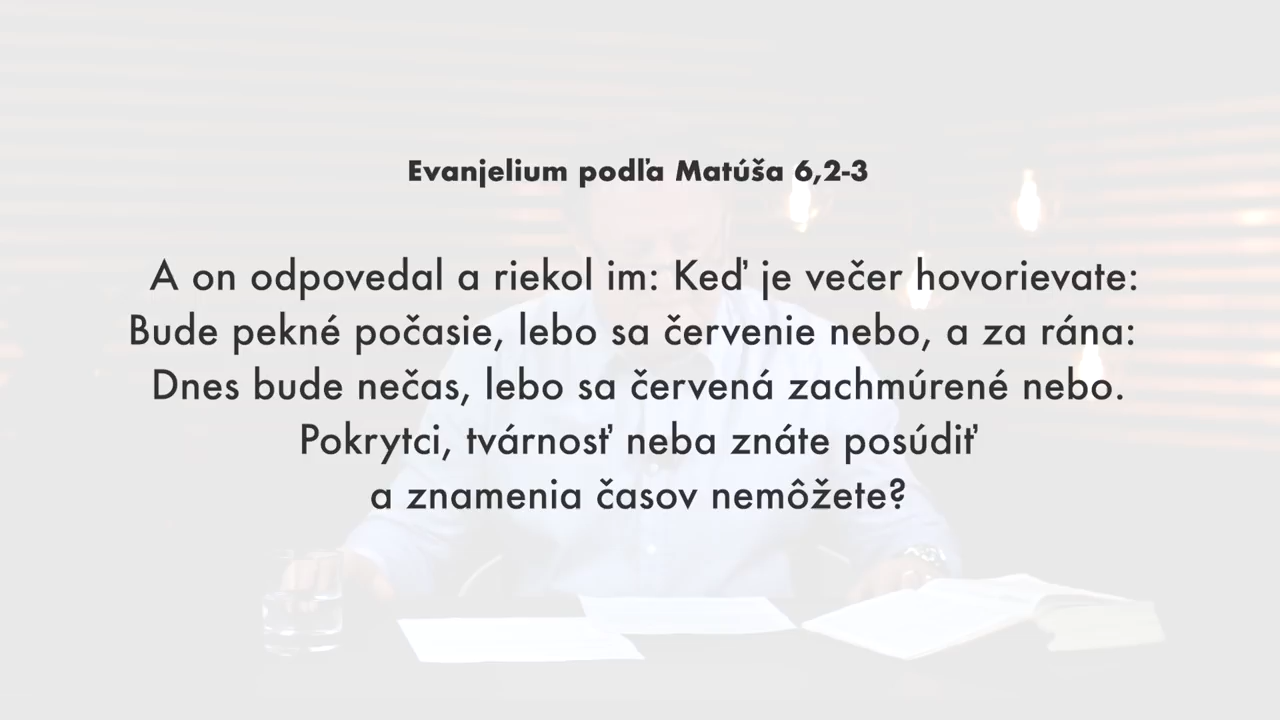 Evanjelium podľa Matúša 6,2-3
A on odpovedal a riekol im: Keď je večer hovorievate:
Bude pekné počasie, lebo sa červenie nebo, a za rána:
Dnes bude nečas, lebo sa červená zachmúrené nebo.
Pokrytci, tvárnosť neba znáte posúdiť
a znamenia časov nemôžete?